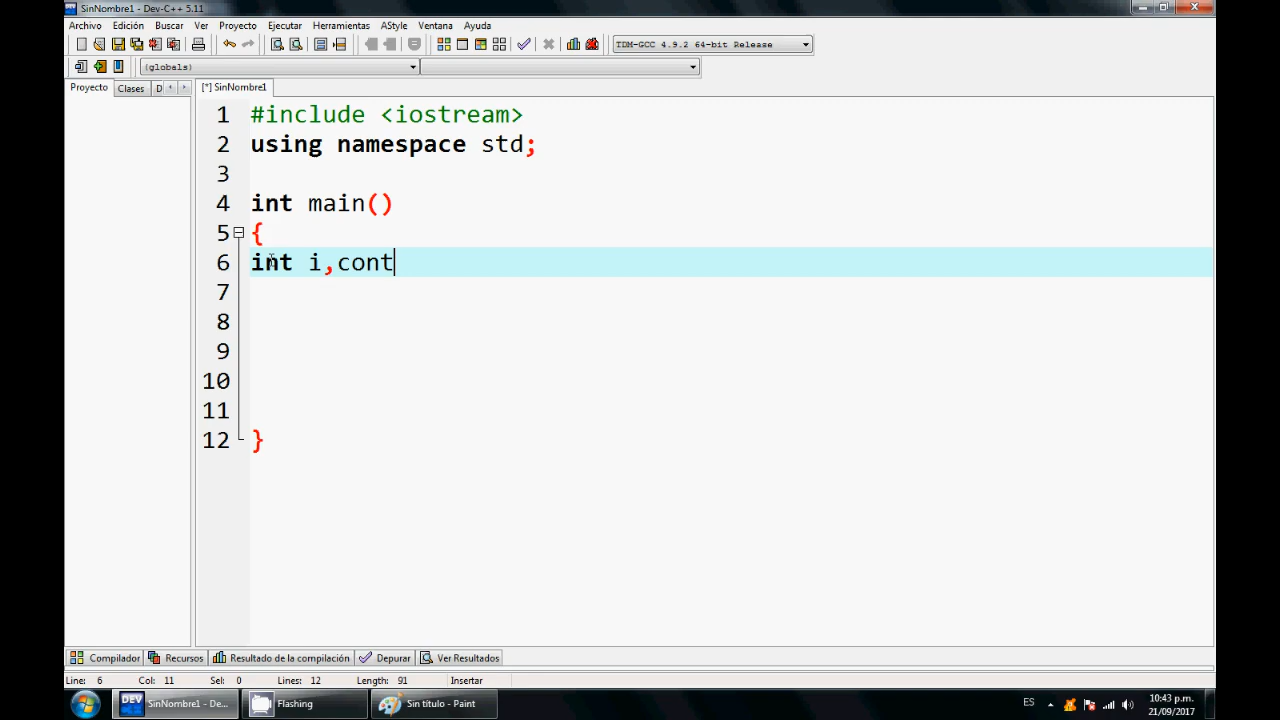 SinNombre1 - Dev-C++ 5.11
Archivo Edición Buscar Ver Proyecto Ejecutar Herramientas AStyle Ventana Ayuda
TDM-GCC 4.9.2 64-bit Release
(globals)
Proyecto Clases D [*] SinNombre1
1 #include <iostream>
2 using namespace std;
3
4 int main()
5 {
6 int i,cont
7
8
9
10
11
12 }
Compilador Recursos Resultado de la compilación Depurar Ver Resultados
Line: 6 Col: 11 Sel: 0 Lines: 12 Length: 91 Insertar
DEV SinNombre1 - De... Flashing Sin título - Paint ES 10:43 p.m.
21/09/2017